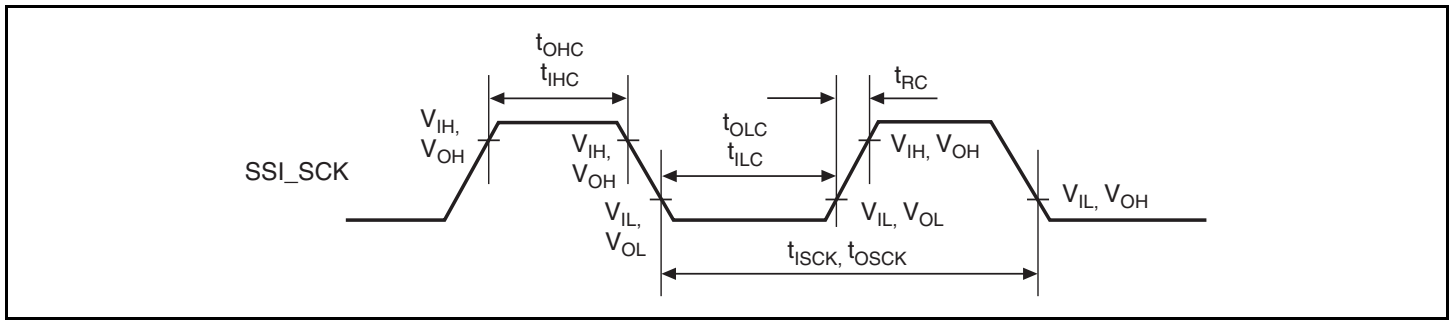 tOHC
tIHC
tRC
VIH,
VOH
tOLC
tILC
VIH,
VOH
VIH, VOH
SSI_SCK
VIL,
VOL
VIL, VOL
VIL, VOH
tISCK, tOSCK